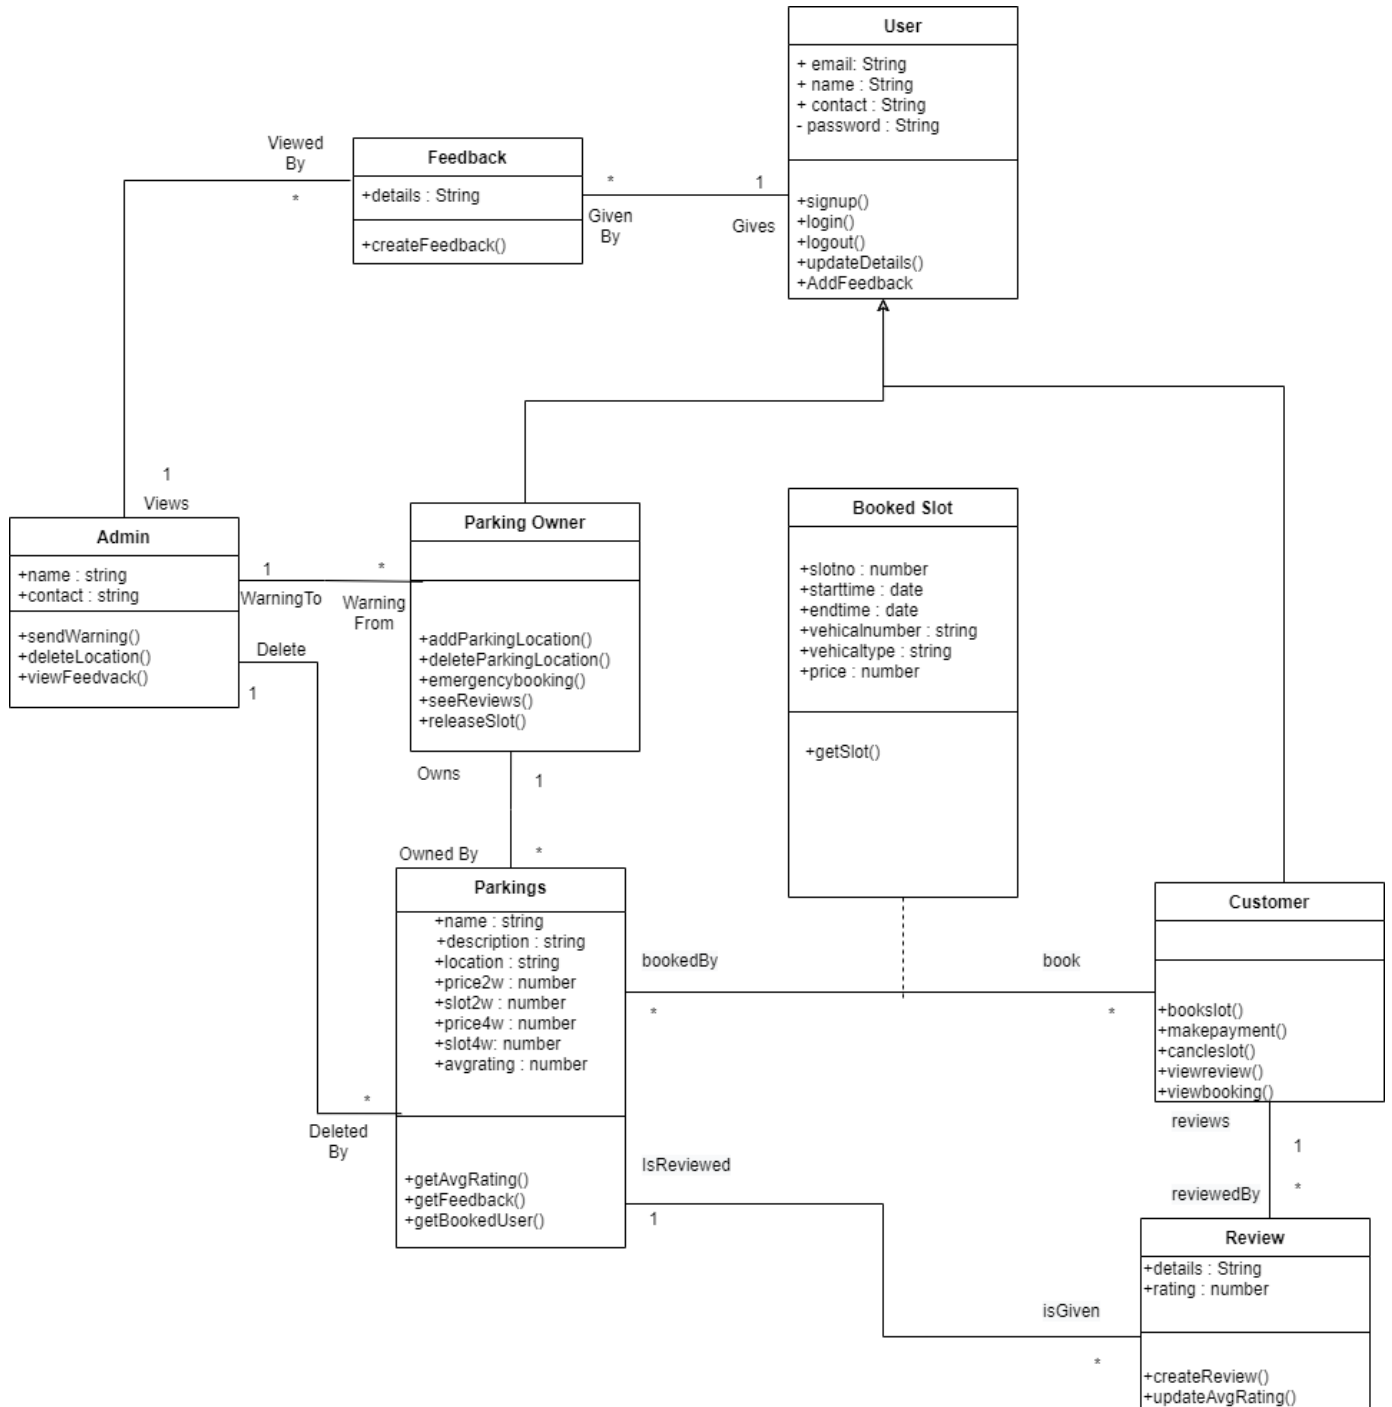 User
+ email: String
+ name : String
+ contact : String
- password : String
+signup()
+login()
+logout()
+updateDetails()
+AddFeedback
Viewed
By
*
Feedback
+details : String
+createFeedback()
*
Given
By
1
Gives
1
Views
Admin
+name : string
+contact : string
+sendWarning()
+deleteLocation()
+viewFeedvack()
1
WarningTo
*
Warning
From
Delete
1
Parking Owner
+addParkingLocation()
+deleteParkingLocation()
+emergencybooking()
+seeReviews()
+releaseSlot()
Owns
1
Owned By
*
Booked Slot
+slotno : number
+starttime : date
+endtime : date
+vehicalnumber : string
+vehicaltype : string
+price : number
+getSlot()
Parkings
+name : string
+description : string
+location : string
+price2w : number
+slot2w : number
+price4w : number
+slot4w: number
+avgrating : number
+getAvgRating()
+getFeedback()
+getBookedUser()
*
Deleted
By
bookedBy
*
book
*
Customer
+bookslot()
+makepayment()
+cancleslot()
+viewreview()
+viewbooking()
reviews
1
reviewedBy
*
IsReviewed
1
isGiven
*
Review
+details : String
+rating : number
+createReview()
+updateAvgRating()